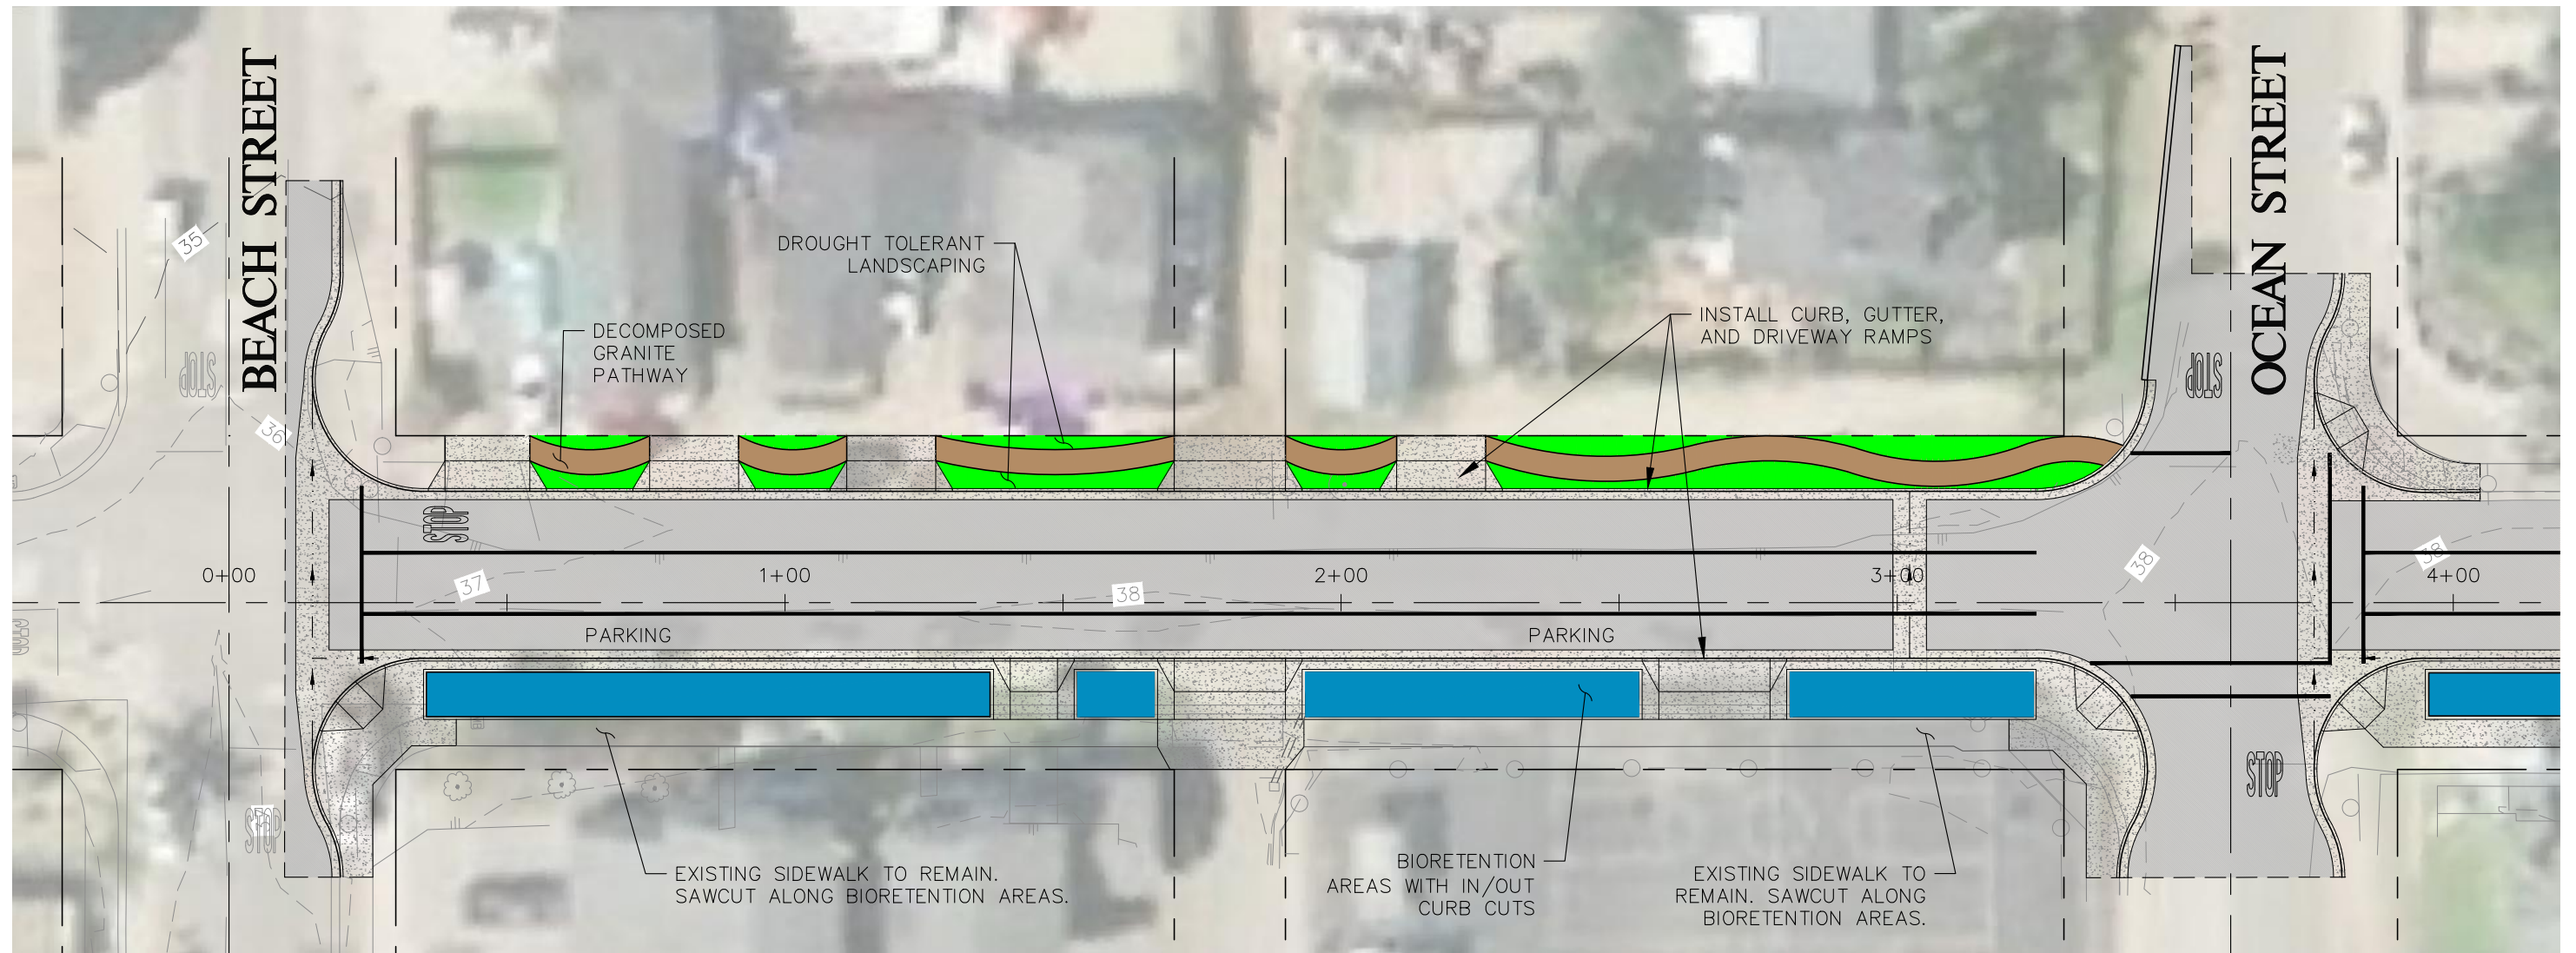 BEACH STREET
OCEAN STREET
35
DROUGHT TOLERANT
LANDSCAPING
INSTALL CURB, GUTTER,
AND DRIVEWAY RAMPS
DECOMPOSED
GRANITE
PATHWAY
STOP
STOP
36
STOP
0+00
1+00
2+00
3+00
4+00
37
38
38
38
PARKING
PARKING
STOP
STOP
EXISTING SIDEWALK TO REMAIN.
SAWCUT ALONG BIORETENTION AREAS.
BIORETENTION
AREAS WITH IN/OUT
CURB CUTS
EXISTING SIDEWALK TO
REMAIN. SAWCUT ALONG
BIORETENTION AREAS.